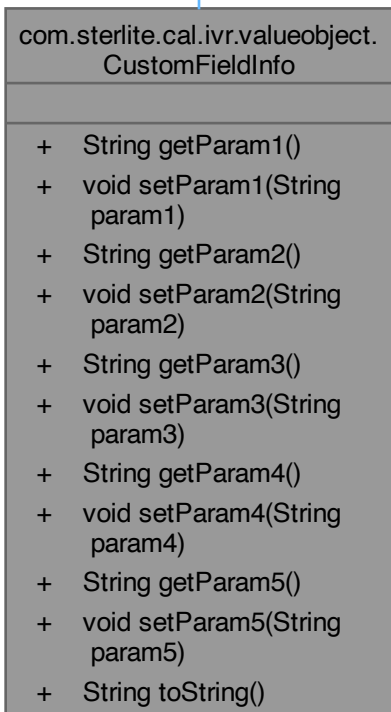 com.sterlite.cal.ivr.valueobject.
CustomFieldInfo
+ String getParam1()
+ void setParam1(String
param1)
+ String getParam2()
+ void setParam2(String
param2)
+ String getParam3()
+ void setParam3(String
param3)
+ String getParam4()
+ void setParam4(String
param4)
+ String getParam5()
+ void setParam5(String
param5)
+ String toString()